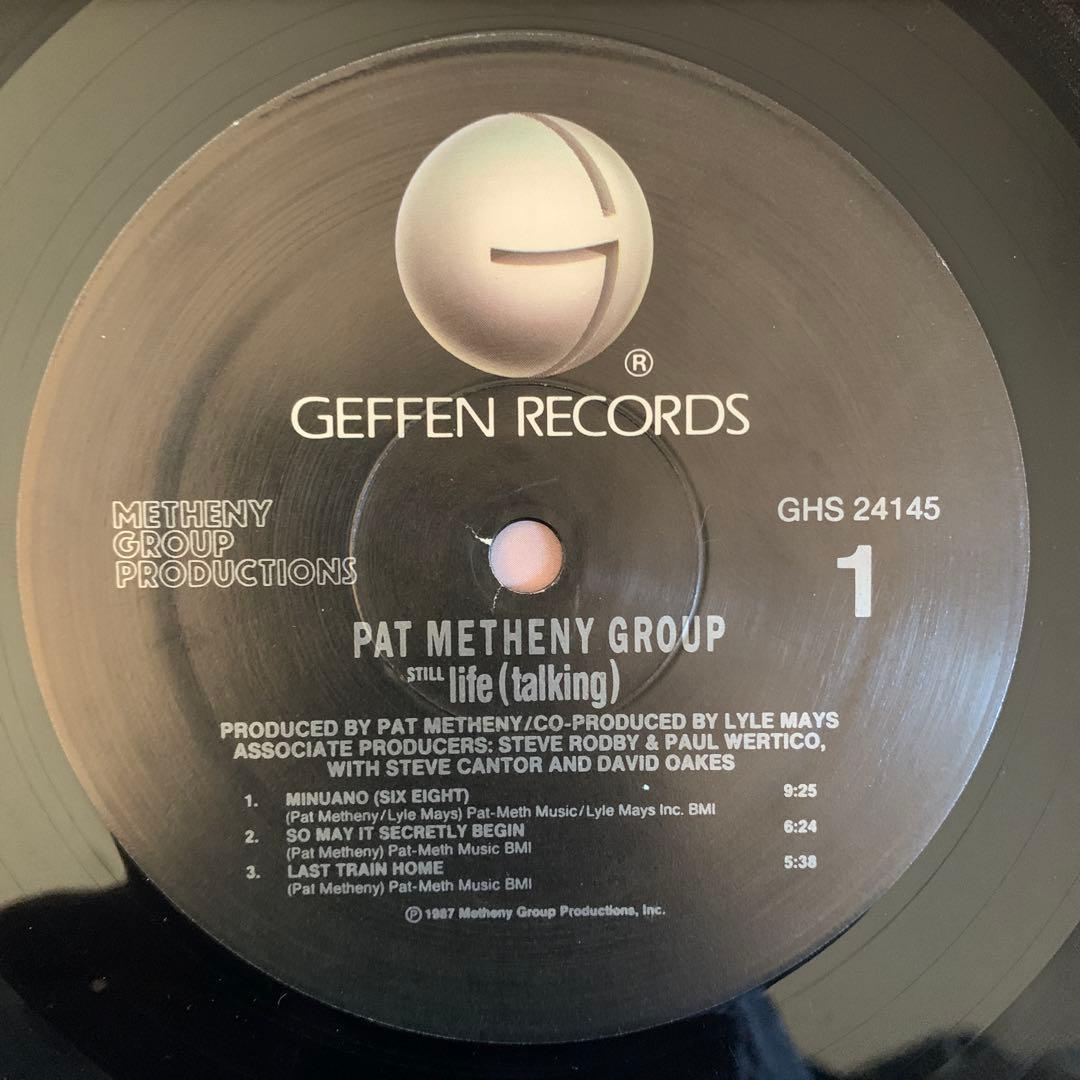 ®
GEFFEN RECORDS
METHENY
GROUP
PRODUCTIONS
GHS 24145
1
PAT METHENY GROUP
STILL life (talking)
PRODUCED BY PAT METHENY/CO-PRODUCED BY LYLE MAYS
ASSOCIATE PRODUCERS: STEVE RODBY & PAUL WERTICO,
WITH STEVE CANTOR AND DAVID OAKES
1. MINUANO (SIX EIGHT) 9:25
(Pat Metheny/Lyle Mays) Pat-Meth Music/Lyle Mays Inc. BMI
2. SO MAY IT SECRETLY BEGIN 6:24
(Pat Metheny) Pat-Meth Music BMI
3. LAST TRAIN HOME 5:38
(Pat Metheny) Pat-Meth Music BMI
℗ 1987 Metheny Group Productions, Inc.